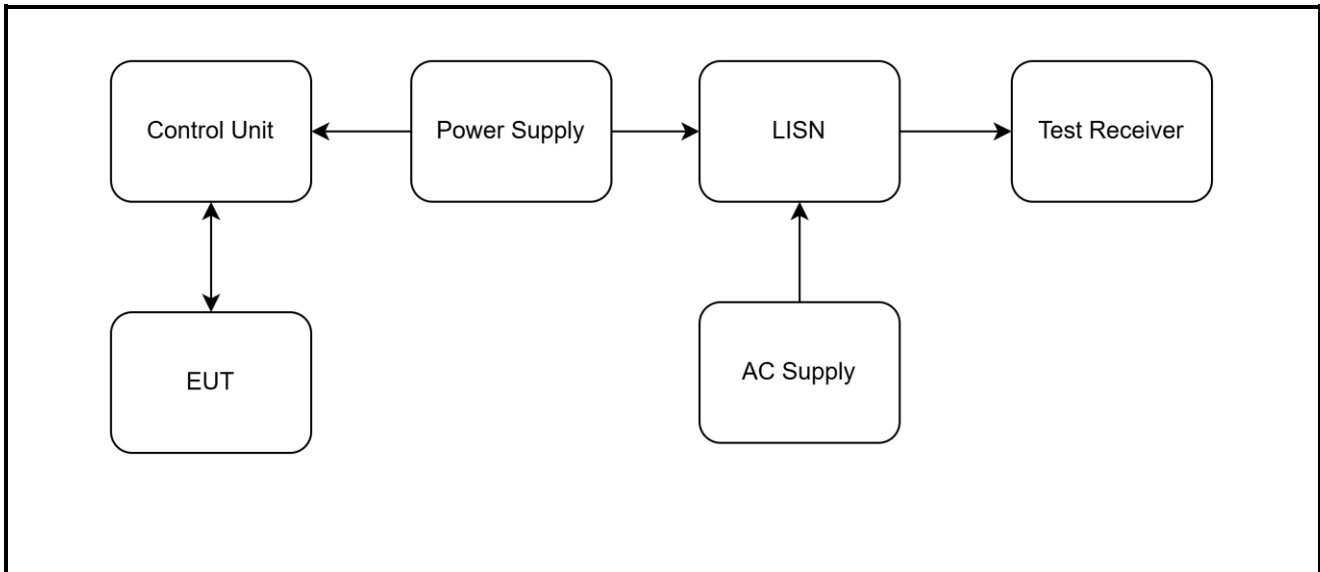 Control Unit
Power Supply
LISN
Test Receiver
EUT
AC Supply